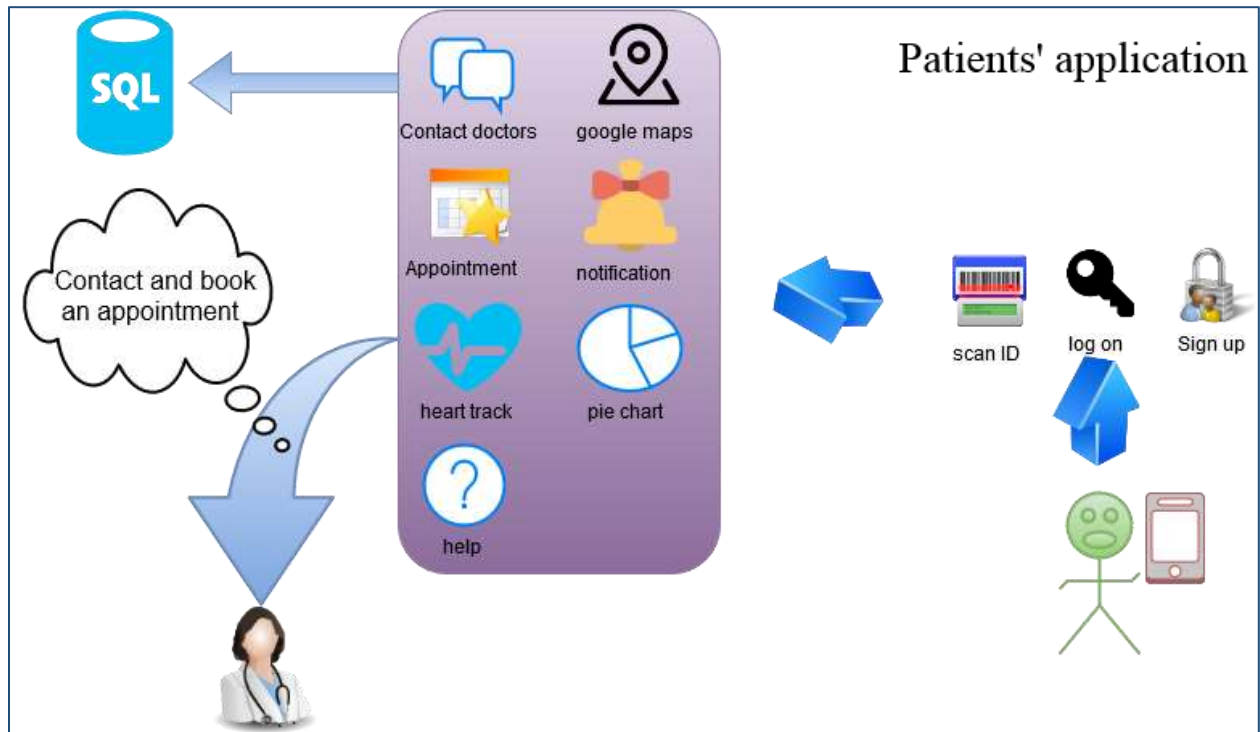 Patients' application
SQL
Contact doctors
google maps
Appointment
notification
heart track
pie chart
help
Contact and book
an appointment
scan ID
log on
Sign up